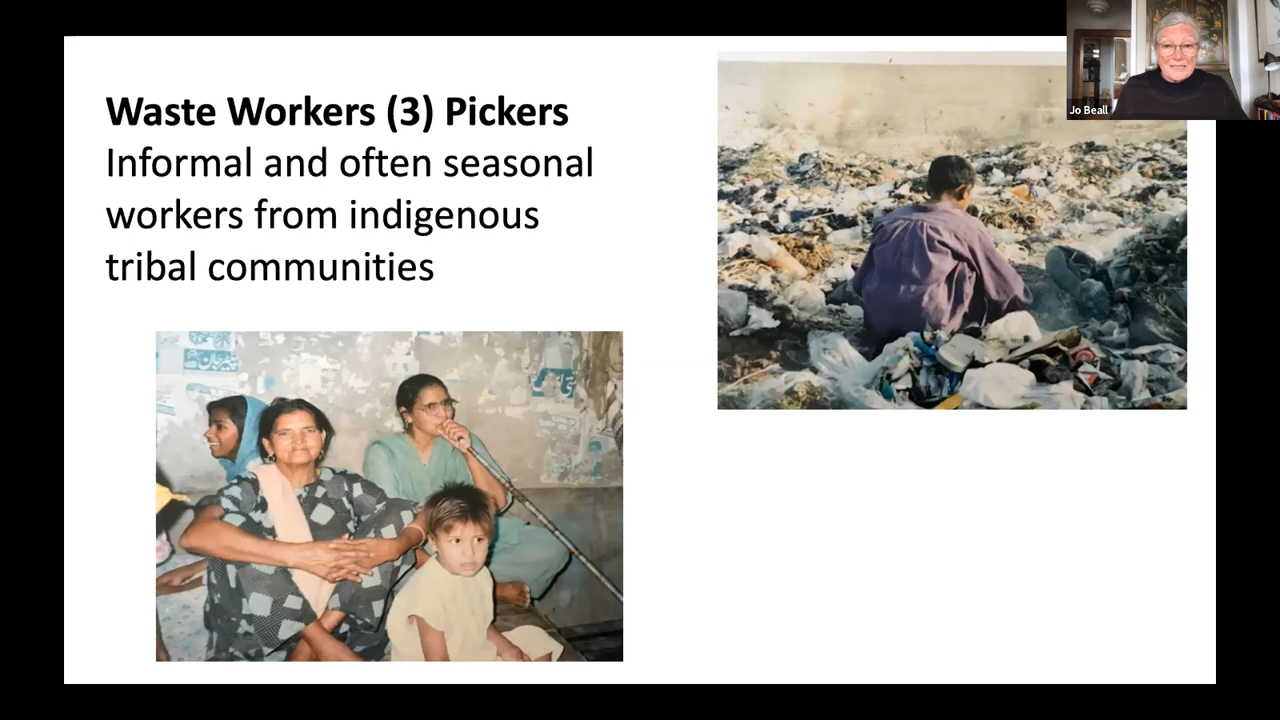 Waste Workers (3) Pickers
Informal and often seasonal
workers from indigenous
tribal communities
Jo Beall